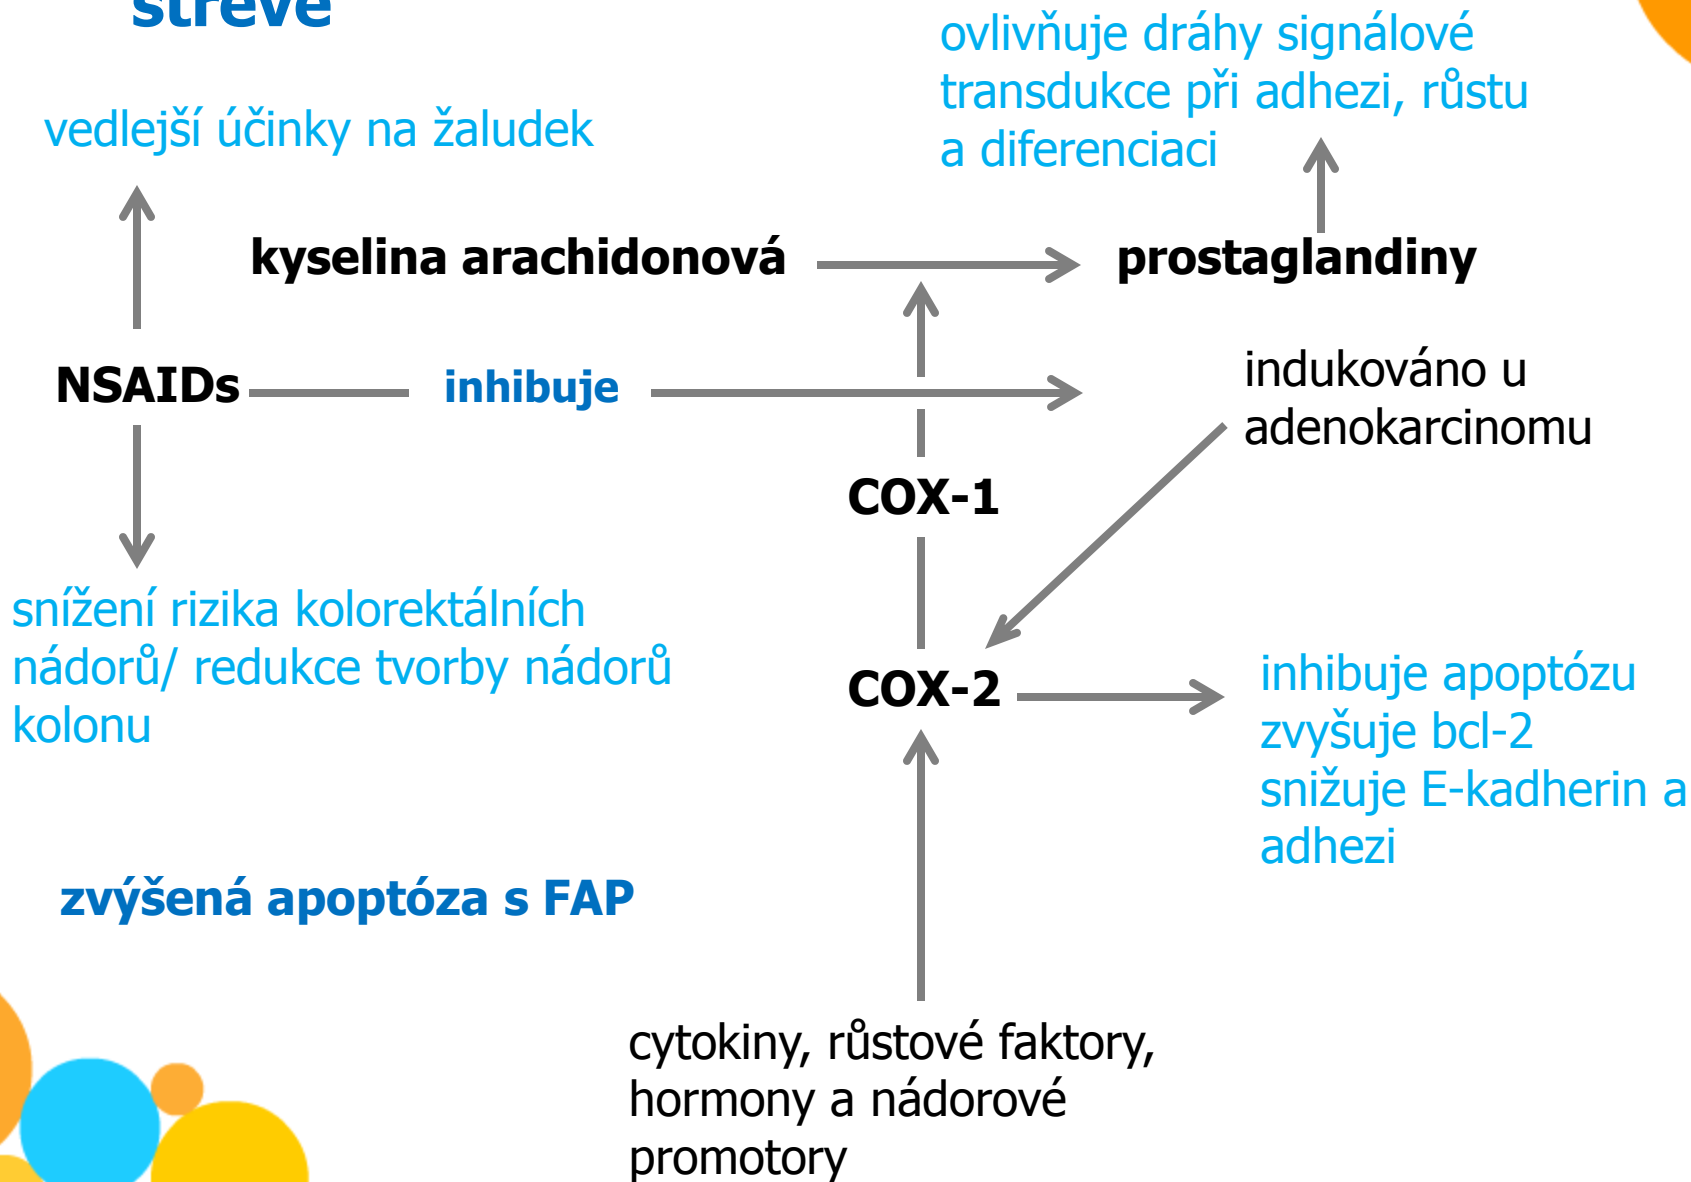 střevě
ovlivňuje dráhy signálové
transdukce při adhezi, růstu
a diferenciaci
vedlejší účinky na žaludek
kyselina arachidonová
prostaglandiny
NSAIDs
inhibuje
indukováno u
adenokarcinomu
COX-1
snížení rizika kolorektálních
nádorů/ redukce tvorby nádorů
kolonu
COX-2
inhibuje apoptózu
zvyšuje bcl-2
snižuje E-kadherin a
adhezi
zvýšená apoptóza s FAP
cytokiny, růstové faktory,
hormony a nádorové
promotory